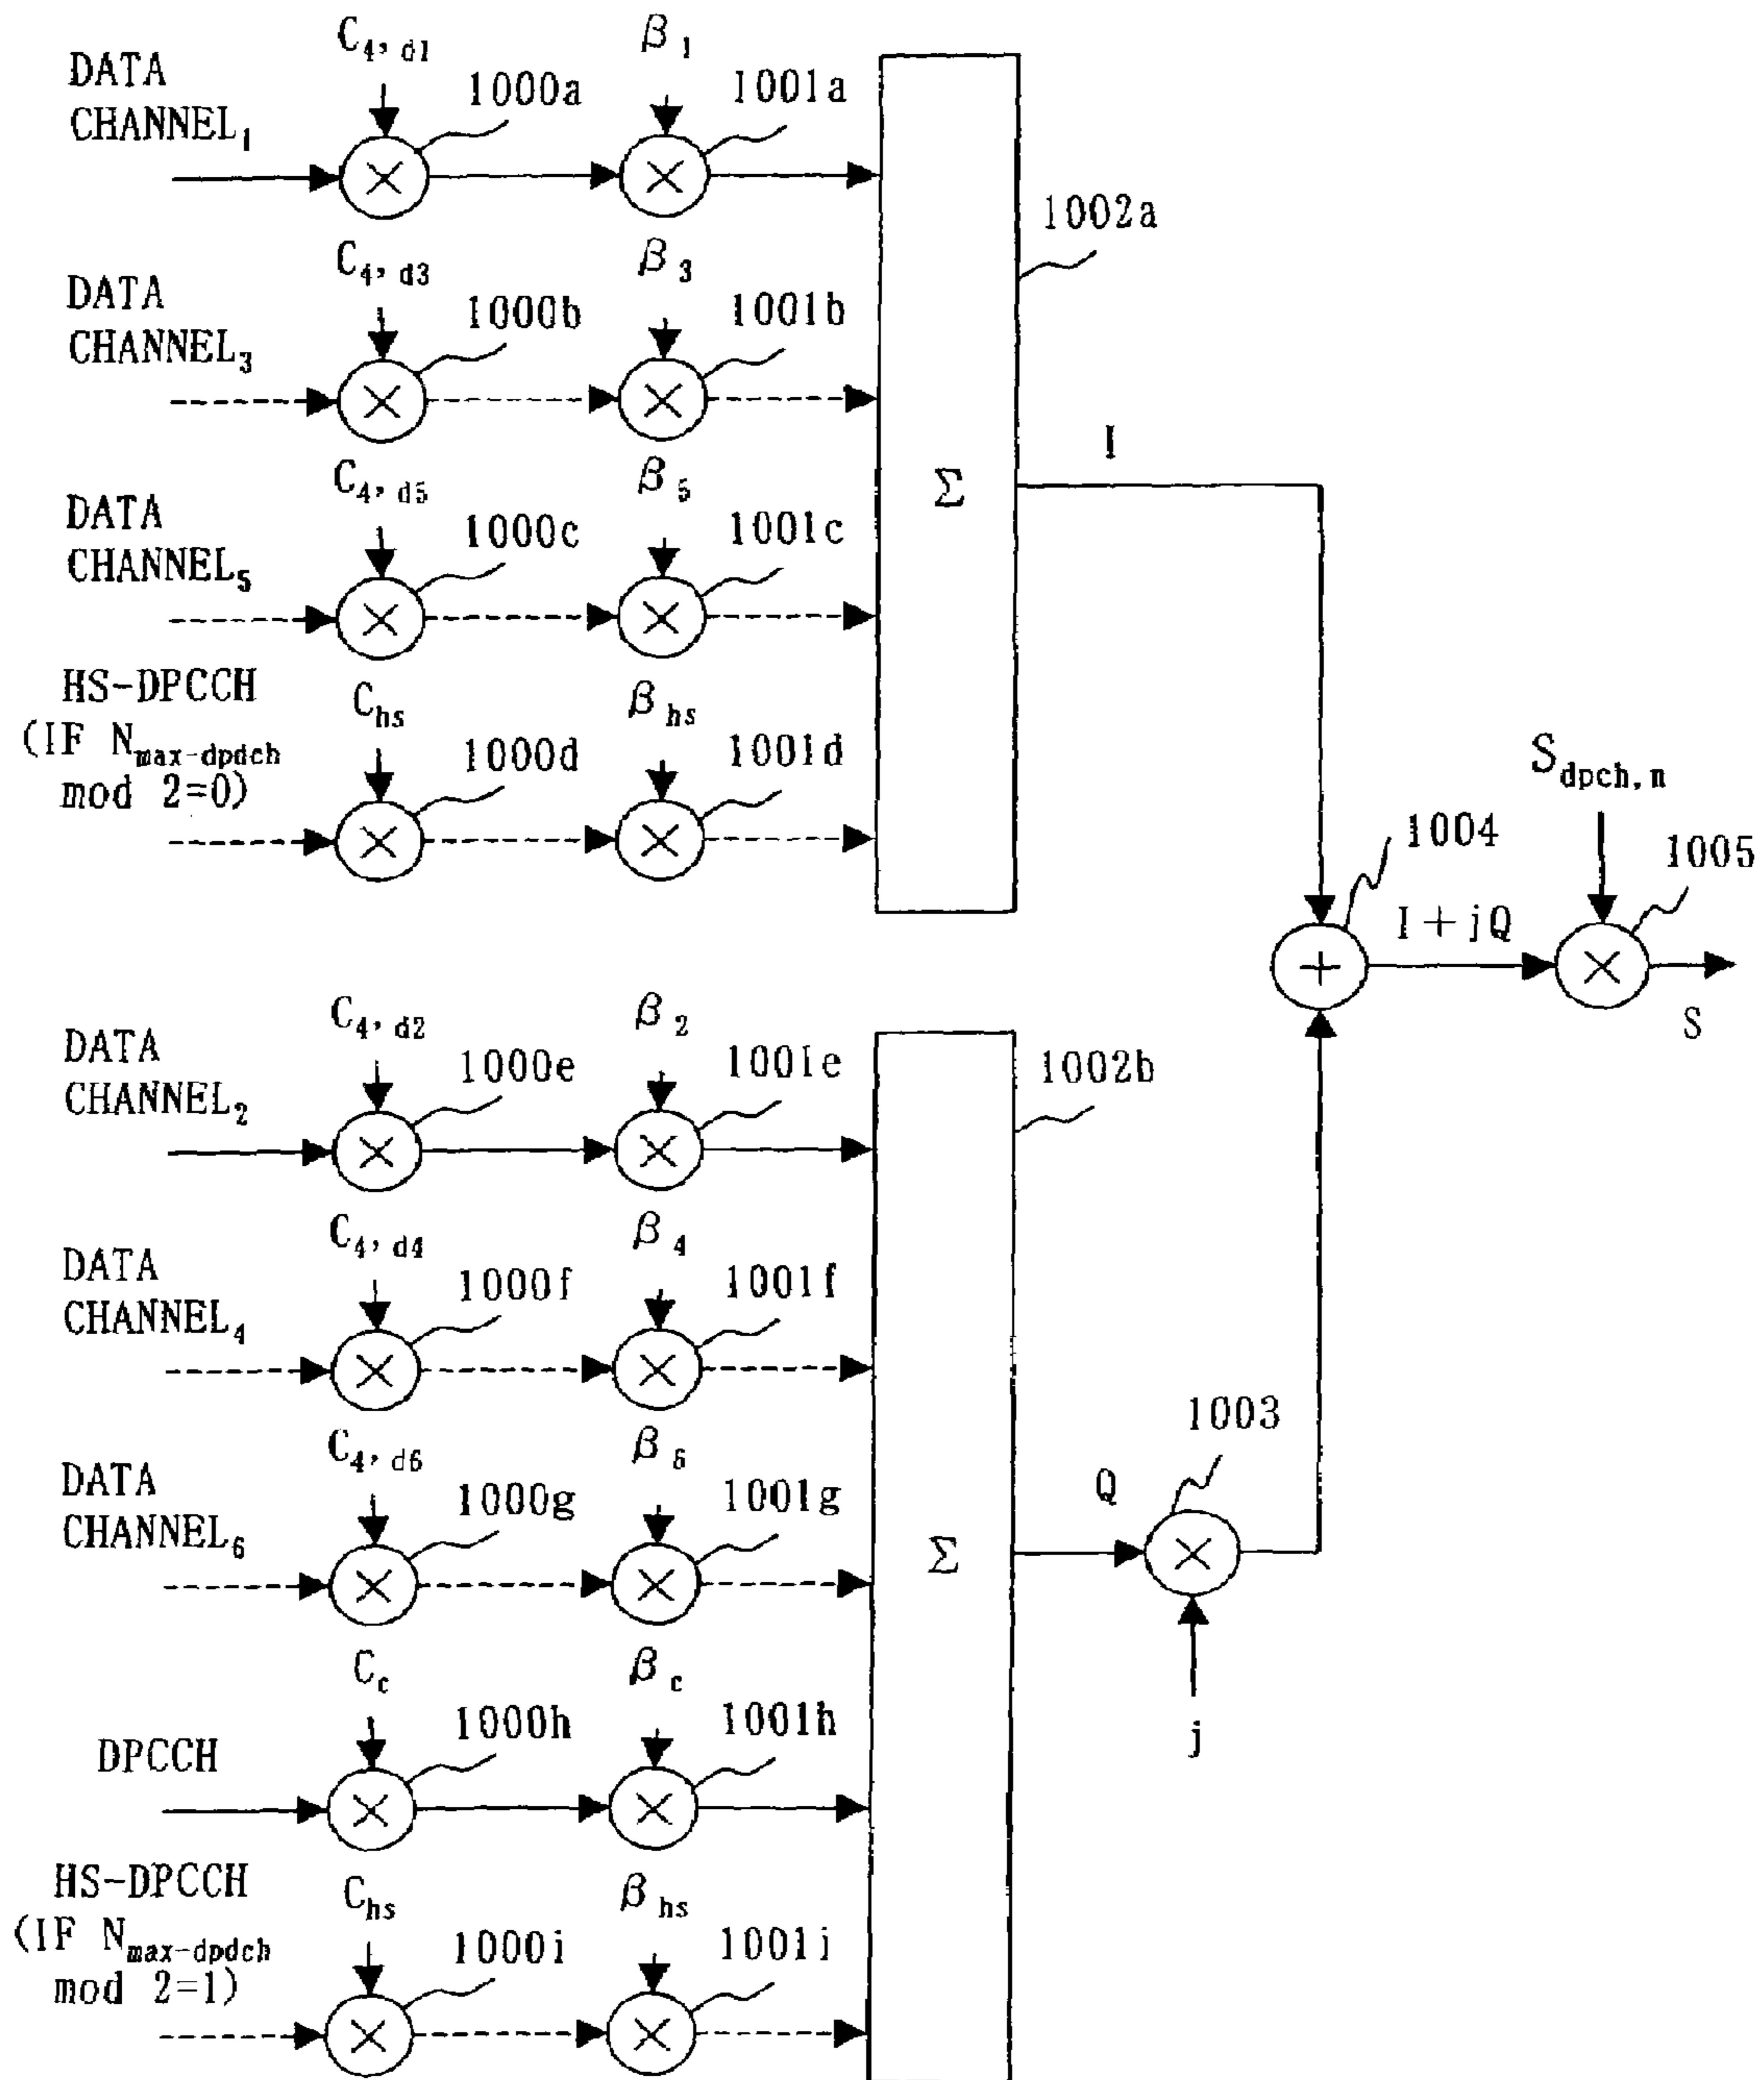 C4, d1 β1
DATA
CHANNEL1
1000a 1001a
1002a
C4, d3 β3
DATA
CHANNEL3
1000b 1001b
C4, d5 β5
DATA
CHANNEL5
1000c 1001c
I
Σ
HS-DPCCH
(IF Nmax-dpdch
mod 2=0)
Chs βhs
1000d 1001d
Sdpch, n
1004 1005
I+jQ
S
C4, d2 β2
DATA
CHANNEL2
1000e 1001e
1002b
C4, d4 β4
DATA
CHANNEL4
1000f 1001f
C4, d6 β6
DATA
CHANNEL6
1000g 1001g
1003
Q
Σ
j
Cc βc
DPCCH
1000h 1001h
HS-DPCCH
(IF Nmax-dpdch
mod 2=1)
Chs βhs
1000i 1001i